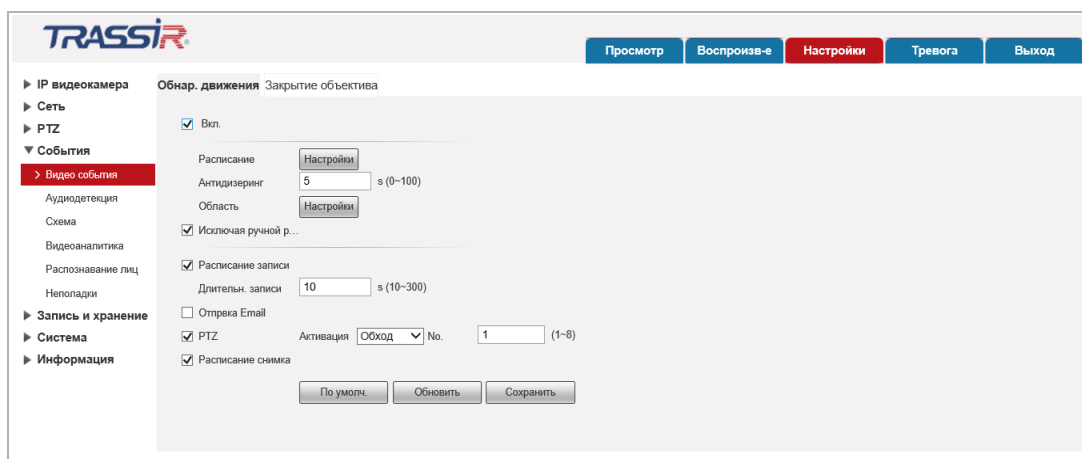 TRASSIR
Просмотр Воспроизв-е Настройки Тревога Выход
IP видеокамера
Сеть
PTZ
События
> Видео события
Аудиодетекция
Схема
Видеоаналитика
Распознавание лиц
Неполадки
Запись и хранение
Система
Информация
Обнар. движения Закрытие объектива
Вкл.
Расписание Настройки
Антидизеринг 5 s (0~100)
Область Настройки
Исключая ручной р...
Расписание записи
Длительн. записи 10 s (10~300)
Отпрвка Email
PTZ Активация Обход No. 1 (1~8)
Расписание снимка
По умолч. Обновить Сохранить